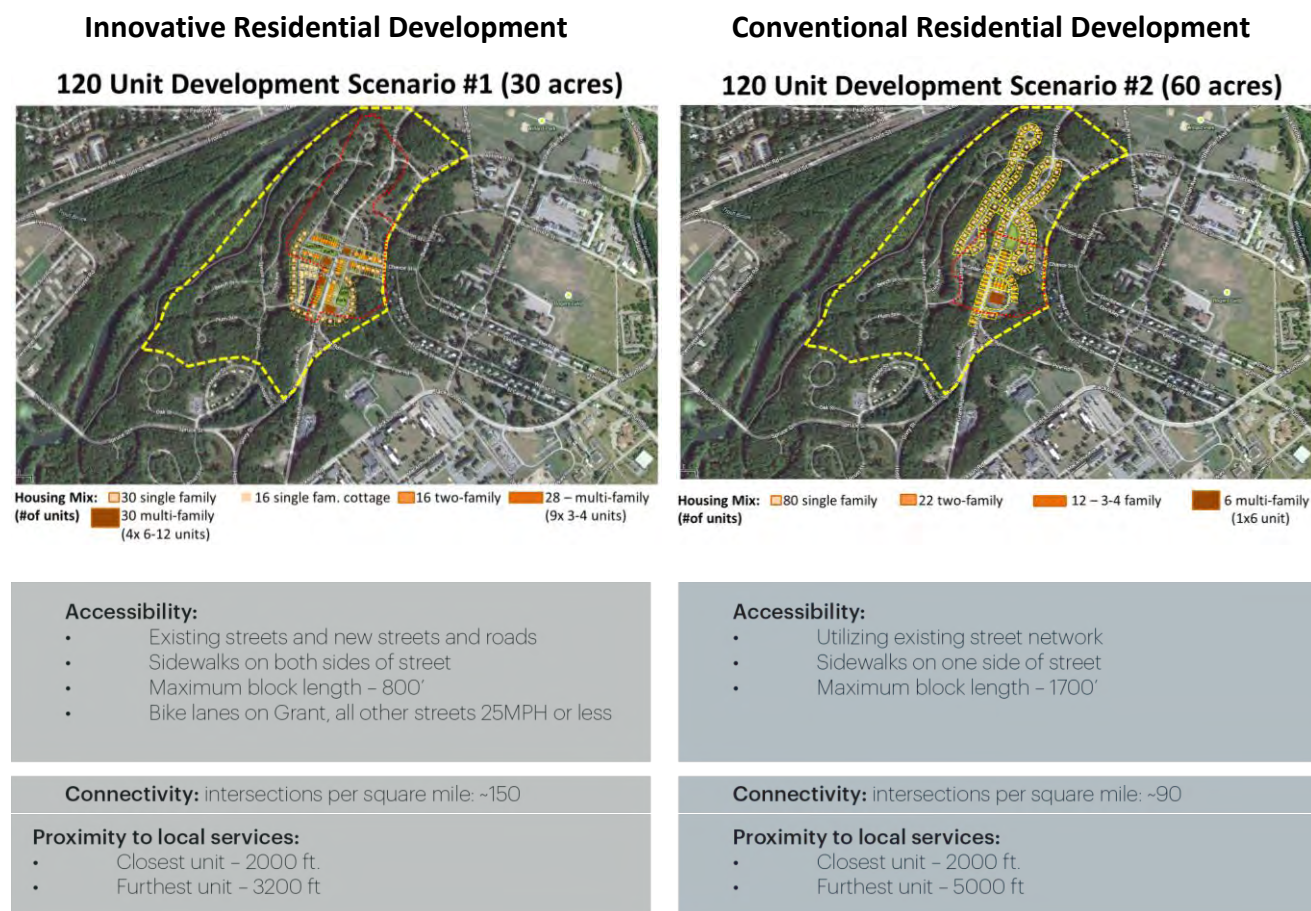 Innovative Residential Development
120 Unit Development Scenario #1 (30 acres)
Housing Mix: 30 single family 16 single fam. cottage 16 two-family 28 – multi-family
(#of units) 30 multi-family (9x 3-4 units)
(4x 6-12 units)
Accessibility:
• Existing streets and new streets and roads
• Sidewalks on both sides of street
• Maximum block length – 800’
• Bike lanes on Grant, all other streets 25MPH or less
Connectivity: intersections per square mile: ~150
Proximity to local services:
• Closest unit – 2000 ft.
• Furthest unit – 3200 ft
Conventional Residential Development
120 Unit Development Scenario #2 (60 acres)
Housing Mix: 80 single family 22 two-family 12 – 3-4 family 6 multi-family
(#of units) (1x6 unit)
Accessibility:
• Utilizing existing street network
• Sidewalks on one side of street
• Maximum block length – 1700’
Connectivity: intersections per square mile: ~90
Proximity to local services:
• Closest unit – 2000 ft.
• Furthest unit – 5000 ft